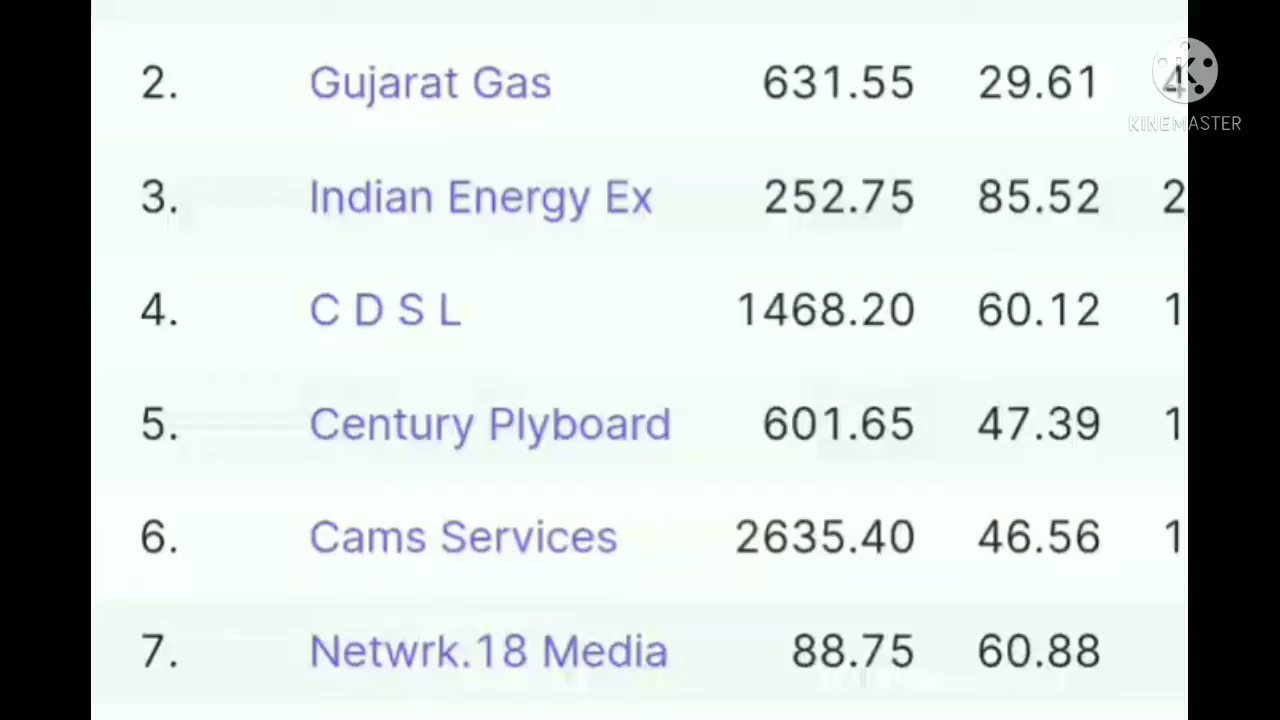 2. Gujarat Gas 631.55 29.61 4
KINEMASTER
3. Indian Energy Ex 252.75 85.52 2
4. C D S L 1468.20 60.12 1
5. Century Plyboard 601.65 47.39 1
6. Cams Services 2635.40 46.56 1
7. Netwrk.18 Media 88.75 60.88